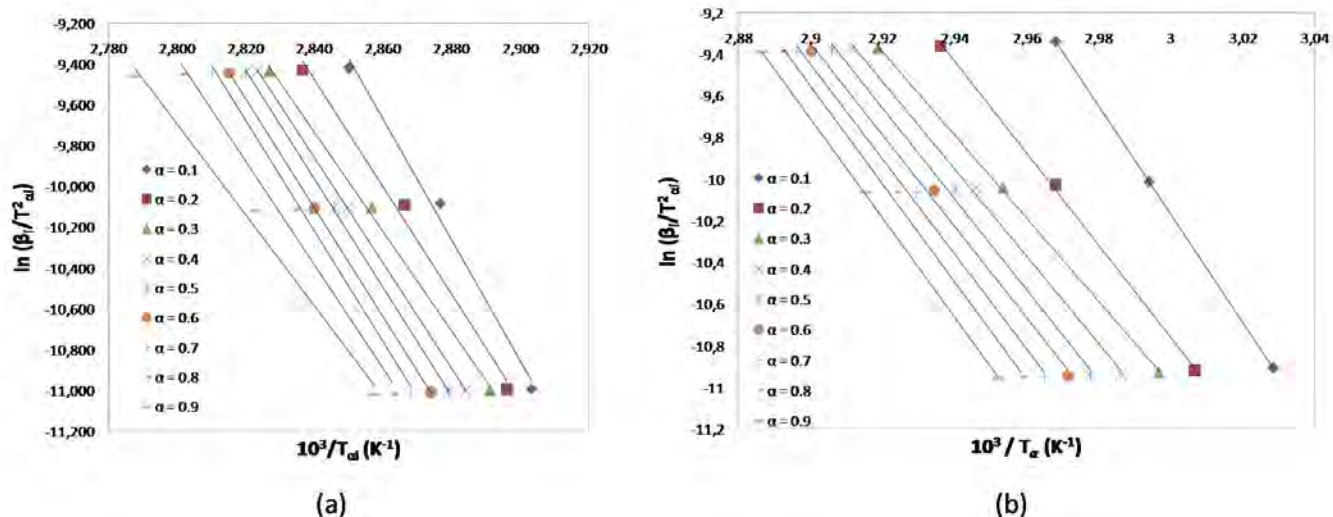 -9,200
2,780 2,800 2,820 2,840 2,860 2,880 2,900 2,920
-9,400
-9,600
-9,800
-10,000
-10,200
-10,400
-10,600
-10,800
-11,000
-11,200
ln (βᵢ/T²αi)
α = 0.1
α = 0.2
α = 0.3
α = 0.4
α = 0.5
α = 0.6
α = 0.7
α = 0.8
α = 0.9
10³/Tαi (K⁻¹)
(a)
-9,2
2,88 2,9 2,92 2,94 2,96 2,98 3 3,02 3,04
-9,4
-9,6
-9,8
-10
-10,2
-10,4
-10,6
-10,8
-11
-11,2
ln (βᵢ/T²αi)
α = 0.1
α = 0.2
α = 0.3
α = 0.4
α = 0.5
α = 0.6
α = 0.7
α = 0.8
α = 0.9
10³ / Tα (K⁻¹)
(b)